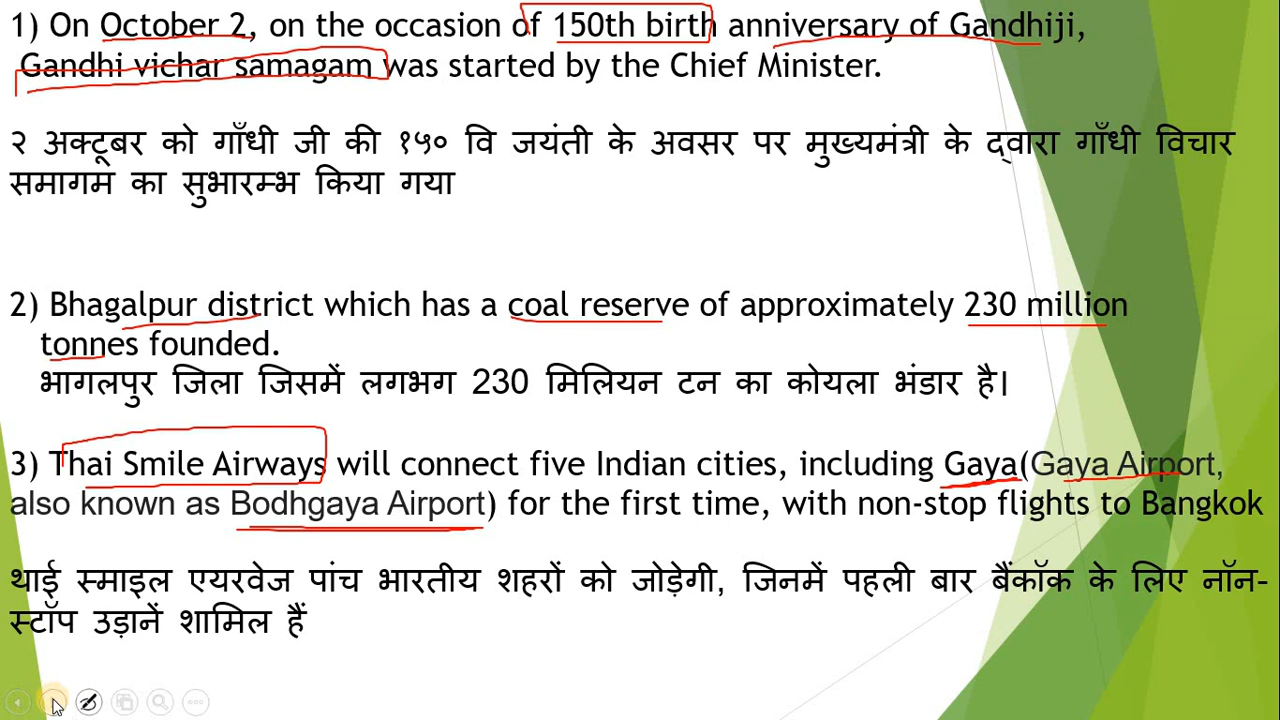 1) On October 2, on the occasion of 150th birth anniversary of Gandhiji,
Gandhi vichar samagam was started by the Chief Minister.
२ अक्टूबर को गाँधी जी की १५० वि जयंती के अवसर पर मुख्यमंत्री के द्वारा गाँधी विचार
समागम का सुभारम्भ किया गया
2) Bhagalpur district which has a coal reserve of approximately 230 million
tonnes founded.
भागलपुर जिला जिसमें लगभग 230 मिलियन टन का कोयला भंडार है।
3) Thai Smile Airways will connect five Indian cities, including Gaya(Gaya Airport,
also known as Bodhgaya Airport) for the first time, with non-stop flights to Bangkok
थाई स्माइल एयरवेज पांच भारतीय शहरों को जोड़ेगी, जिनमें पहली बार बैंकॉक के लिए नॉन-
स्टॉप उड़ानें शामिल हैं